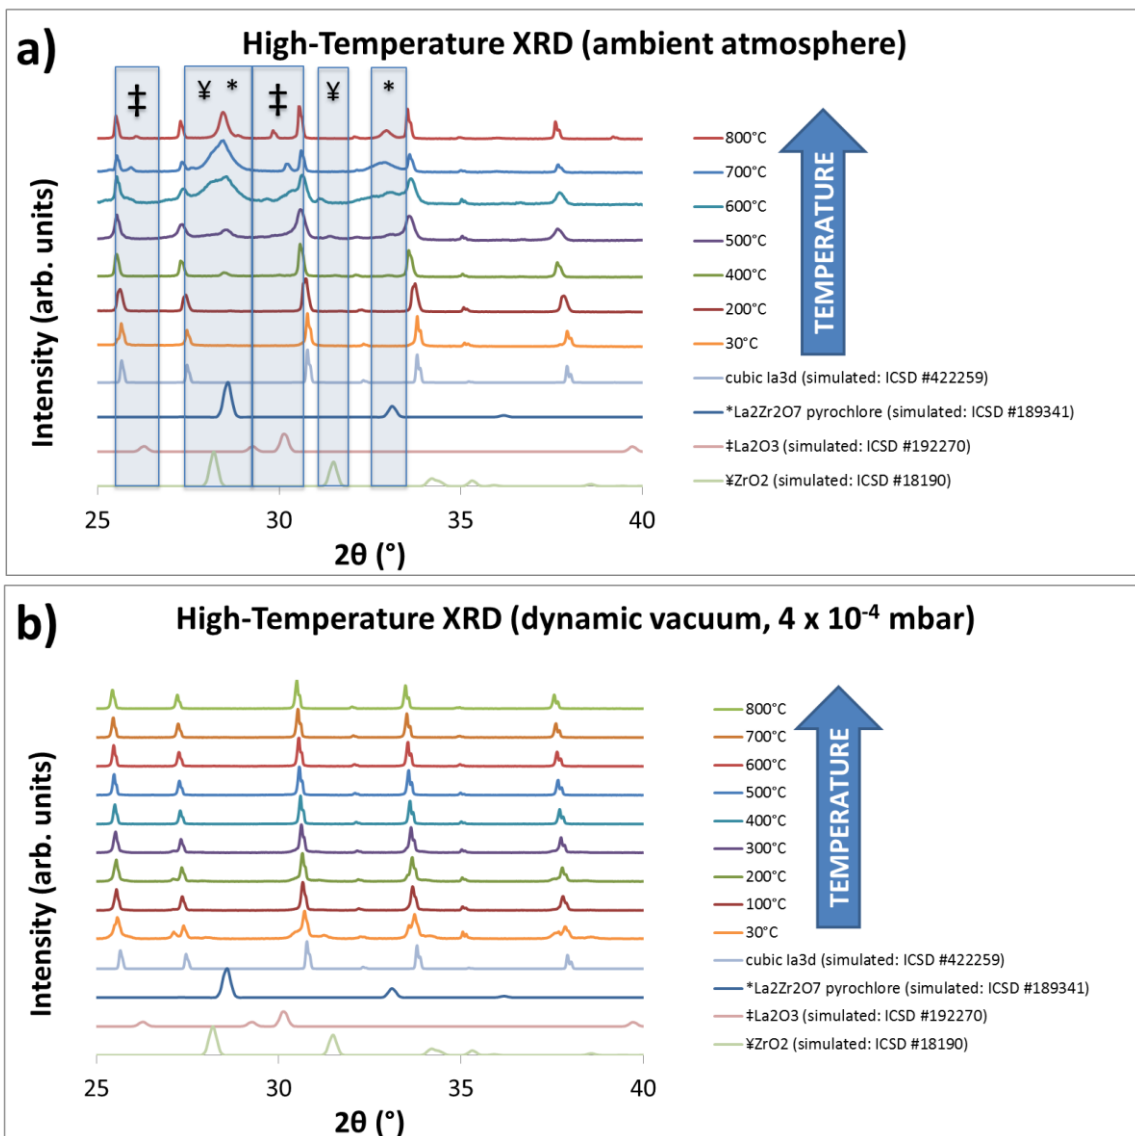 a)
High-Temperature XRD (ambient atmosphere)
‡
¥ *
‡
¥
*
Intensity (arb. units)
800°C
700°C
600°C
500°C
400°C
200°C
30°C
cubic Ia3d (simulated: ICSD #422259)
*La2Zr2O7 pyrochlore (simulated: ICSD #189341)
‡La2O3 (simulated: ICSD #192270)
¥ZrO2 (simulated: ICSD #18190)
TEMPERATURE
25
30
35
40
2θ (°)
b)
High-Temperature XRD (dynamic vacuum, 4 x 10⁻⁴ mbar)
Intensity (arb. units)
800°C
700°C
600°C
500°C
400°C
300°C
200°C
100°C
30°C
cubic Ia3d (simulated: ICSD #422259)
*La2Zr2O7 pyrochlore (simulated: ICSD #189341)
‡La2O3 (simulated: ICSD #192270)
¥ZrO2 (simulated: ICSD #18190)
TEMPERATURE
25
30
35
40
2θ (°)